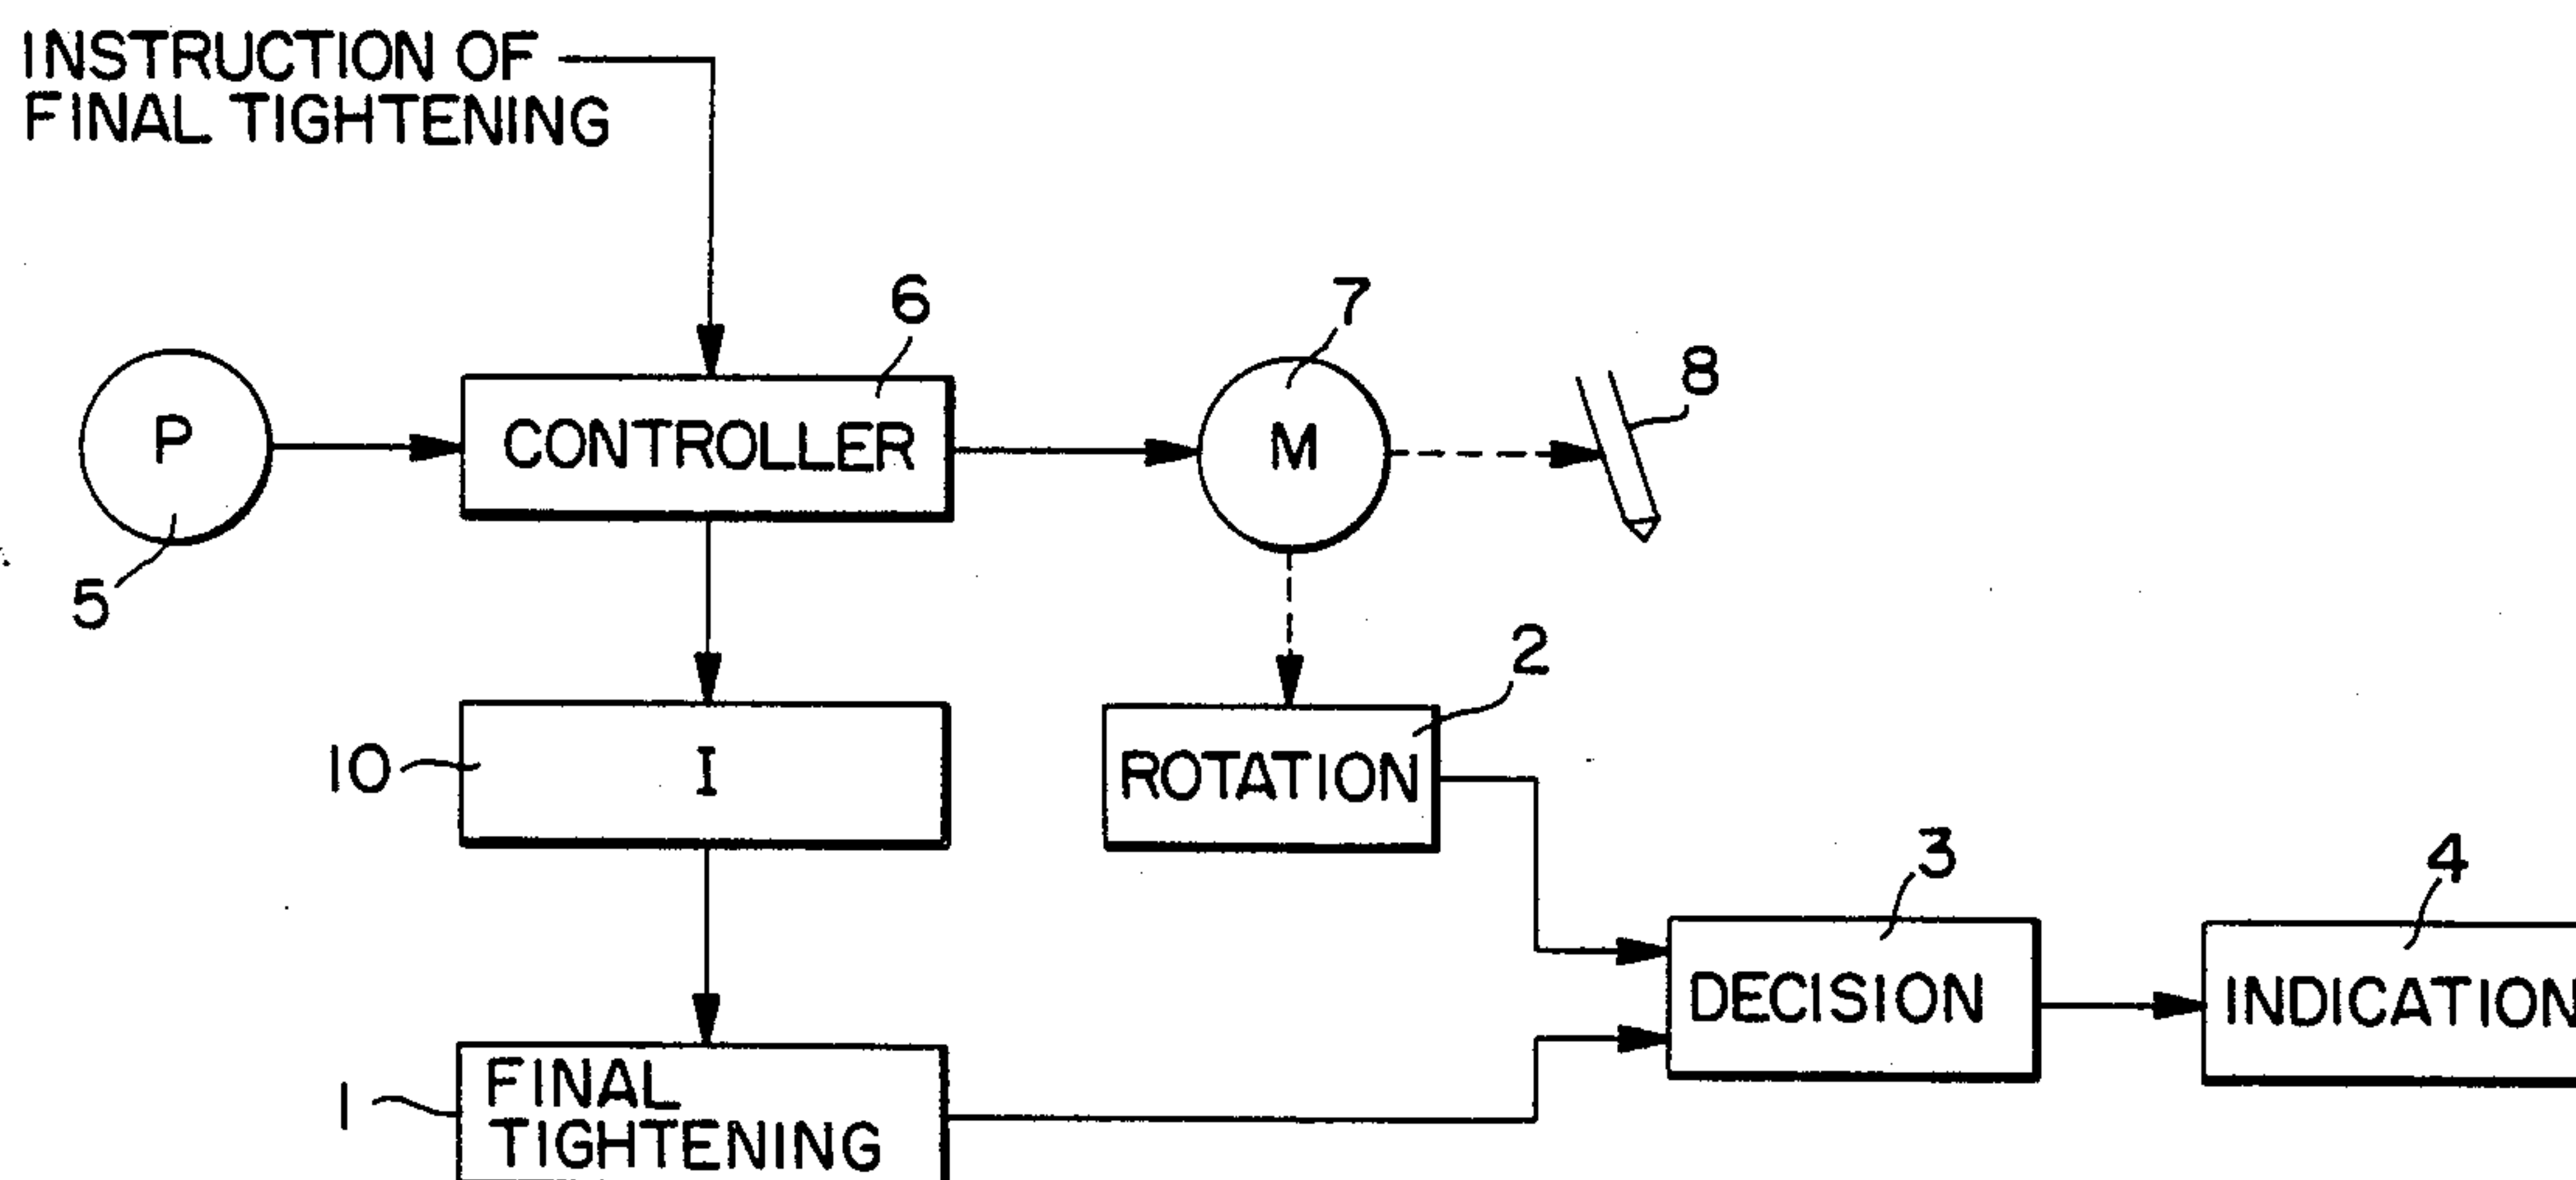 INSTRUCTION OF
FINAL TIGHTENING
6
7
8
P
CONTROLLER
M
5
2
10
I
ROTATION
3
4
DECISION
INDICATION
1
FINAL
TIGHTENING